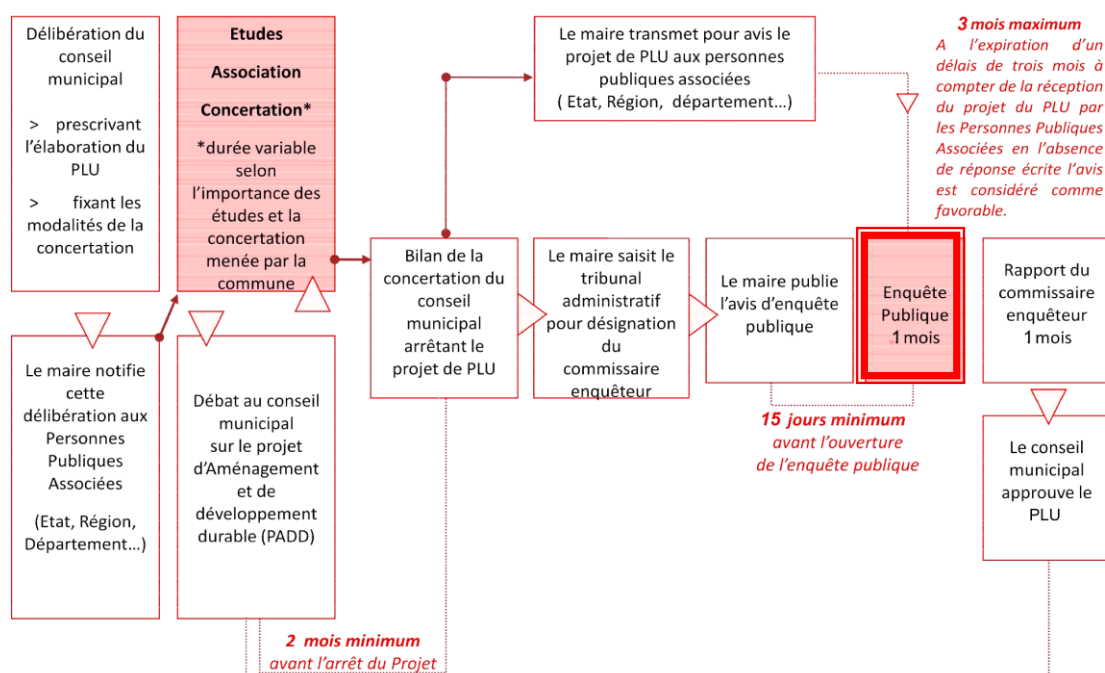 Délibération du
conseil
municipal
> prescrivant
l'élaboration du
PLU
> fixant les
modalités de la
concertation
Le maire notifie
cette
délibération aux
Personnes
Publiques
Associées
(Etat, Région,
Département…)
Etudes
Association
Concertation*
*durée variable
selon
l'importance des
études et la
concertation
menée par la
commune
Débat au conseil
municipal
sur le projet
d'Aménagement
et de
développement
durable (PADD)
2 mois minimum
avant l'arrêt du Projet
Bilan de la
concertation du
conseil
municipal
arrêtant le
projet de PLU
Le maire transmet pour avis le
projet de PLU aux personnes
publiques associées
( Etat, Région, département…)
Le maire saisit le
tribunal
administratif
pour désignation
du
commissaire
enquêteur
Le maire publie
l'avis d'enquête
publique
15 jours minimum
avant l'ouverture
de l'enquête publique
Enquête
Publique
1 mois
3 mois maximum
A l'expiration d'un
délais de trois mois à
compter de la réception
du projet du PLU par
les Personnes Publiques
Associées en l'absence
de réponse écrite l'avis
est considéré comme
favorable.
Rapport du
commissaire
enquêteur
1 mois
Le conseil
municipal
approuve le
PLU